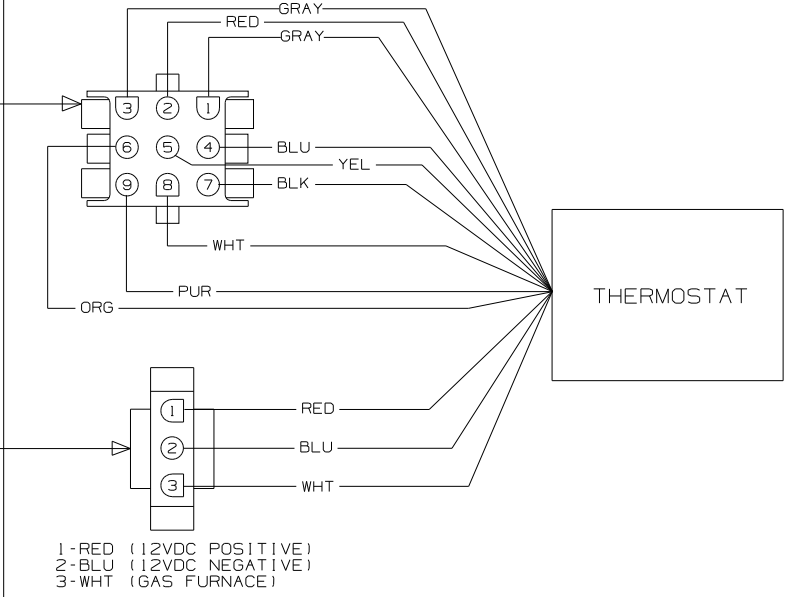 GRAY
RED
GRAY
3 2 1
6 5 4
BLU
YEL
9 8 7
BLK
WHT
PUR
ORG
THERMOSTAT
1 RED
2 BLU
3 WHT
1-RED (12VDC POSITIVE)
2-BLU (12VDC NEGATIVE)
3-WHT (GAS FURNACE)